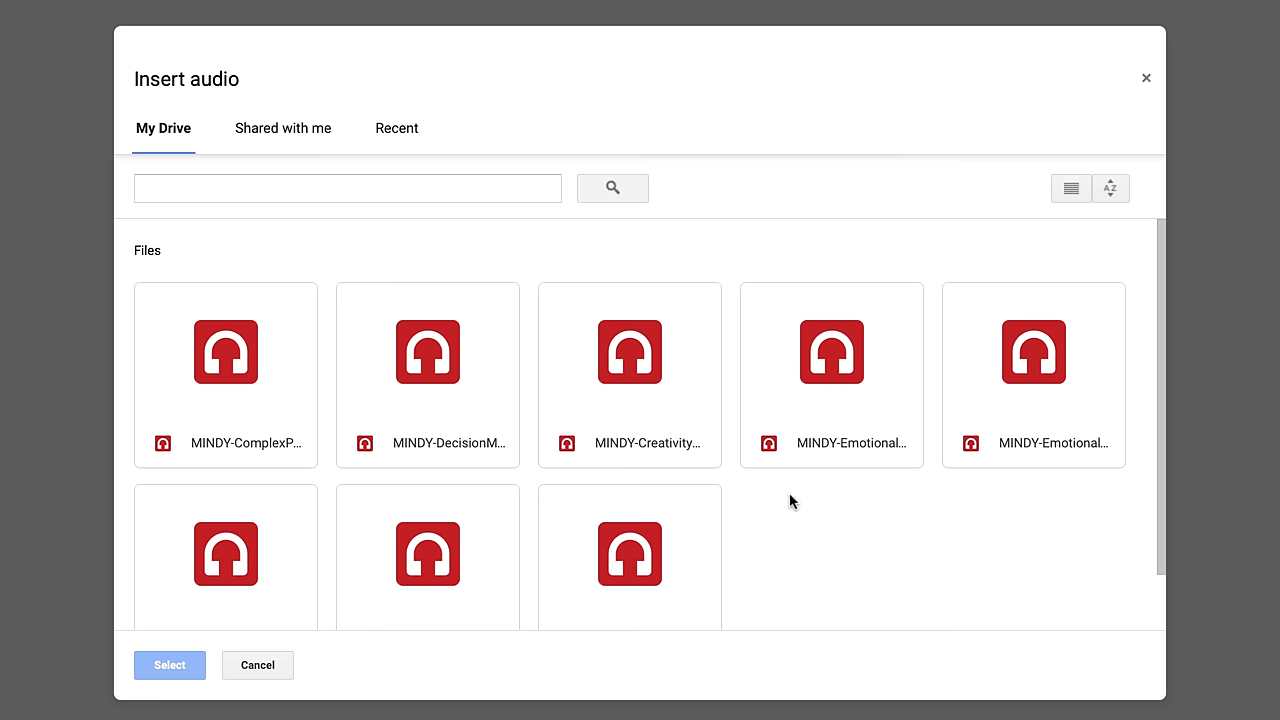 Insert audio
×
My Drive Shared with me Recent
AZ
Files
MINDY-ComplexP... MINDY-DecisionM... MINDY-Creativity... MINDY-Emotional... MINDY-Emotional...
Select Cancel